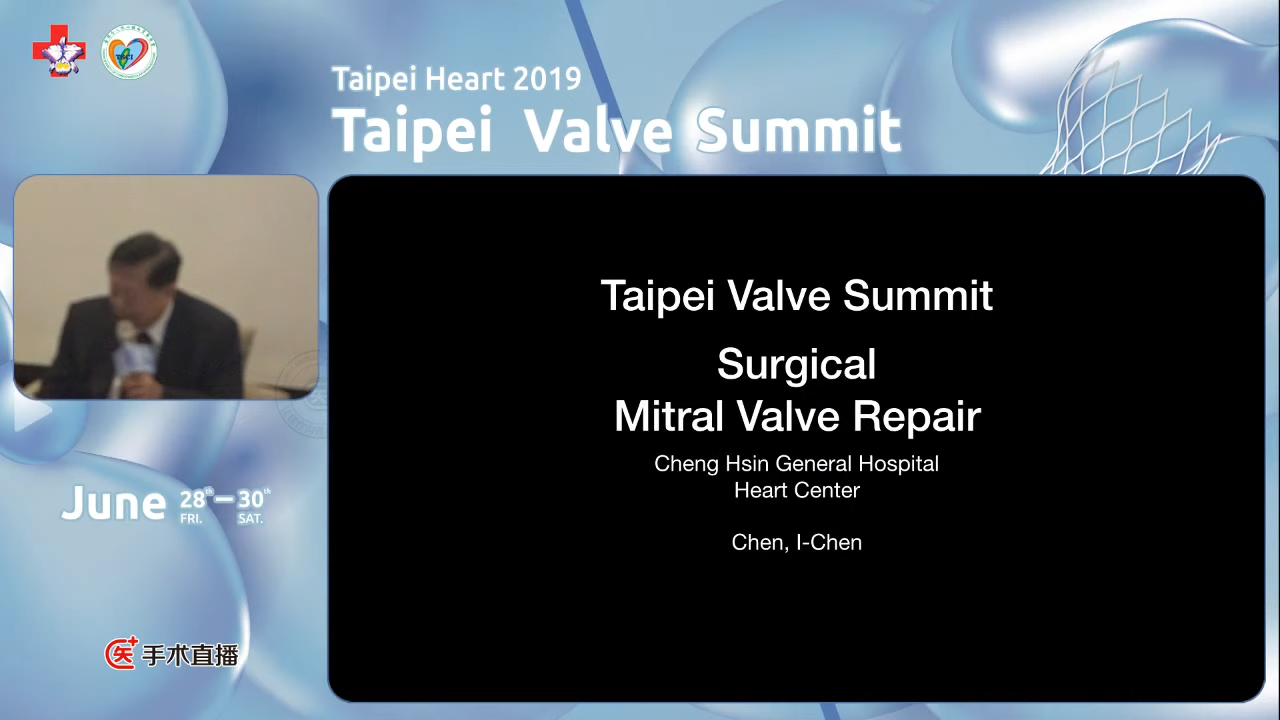 Taipei Heart 2019
Taipei Valve Summit
Taipei Valve Summit
Surgical
Mitral Valve Repair
Cheng Hsin General Hospital
Heart Center
Chen, I-Chen
June 28th – 30th
FRI. SAT.
医 手术直播